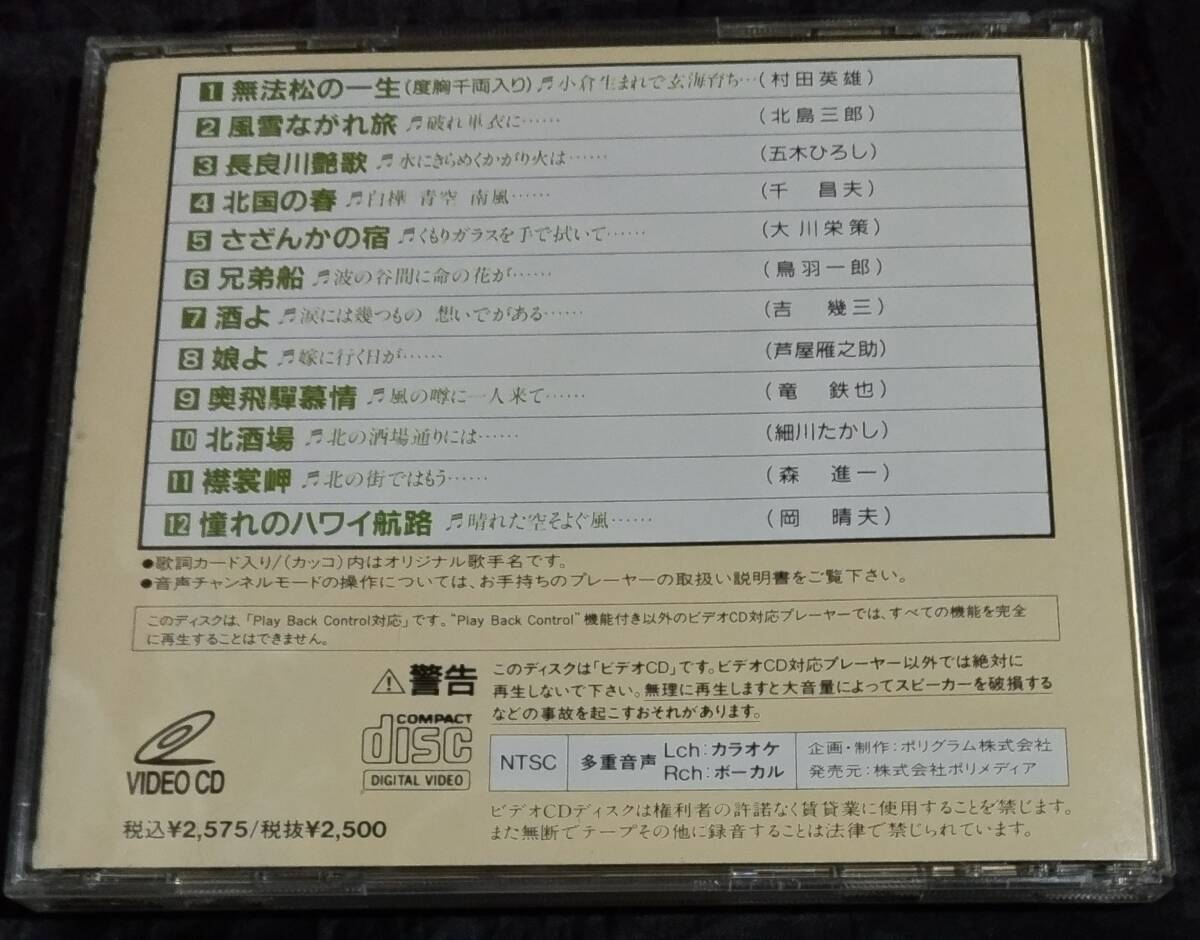 1 無法松の一生(度胸千両入り) ♬小倉生まれで玄海育ち… (村田英雄)
2 風雪ながれ旅 ♬破れ単衣に…… (北島三郎)
3 長良川艶歌 ♬水にきらめくかがり火は…… (五木ひろし)
4 北国の春 ♬白樺 青空 南風…… (千 昌夫)
5 さざんかの宿 ♬くもりガラスを手で拭いて…… (大川栄策)
6 兄弟船 ♬波の谷間に命の花が…… (鳥羽一郎)
7 酒よ ♬涙には幾つもの 想いでがある…… (吉 幾三)
8 娘よ ♬嫁に行く日が…… (芦屋雁之助)
9 奥飛驒慕情 ♬風の噂に一人来て…… (竜 鉄也)
10 北酒場 ♬北の酒場通りには…… (細川たかし)
11 襟裳岬 ♬北の街ではもう…… (森 進一)
12 憧れのハワイ航路 ♬晴れた空そよぐ風…… (岡 晴夫)
●歌詞カード入り/(カッコ)内はオリジナル歌手名です。
●音声チャンネルモードの操作については、お手持ちのプレーヤーの取扱い説明書をご覧下さい。
このディスクは、「Play Back Control対応」です。"Play Back Control"機能付き以外のビデオCD対応プレーヤーでは、すべての機能を完全
に再生することはできません。
⚠警告
このディスクは「ビデオCD」です。ビデオCD対応プレーヤー以外では絶対に
再生しないで下さい。無理に再生しますと大音量によってスピーカーを破損する
などの事故を起こすおそれがあります。
VIDEO CD
COMPACT
disc
DIGITAL VIDEO
NTSC
多重音声 Lch:カラオケ
Rch:ボーカル
企画・制作:ポリグラム株式会社
発売元:株式会社ポリメディア
税込¥2,575/税抜¥2,500
ビデオCDディスクは権利者の許諾なく賃貸業に使用することを禁じます。
また無断でテープその他に録音することは法律で禁じられています。